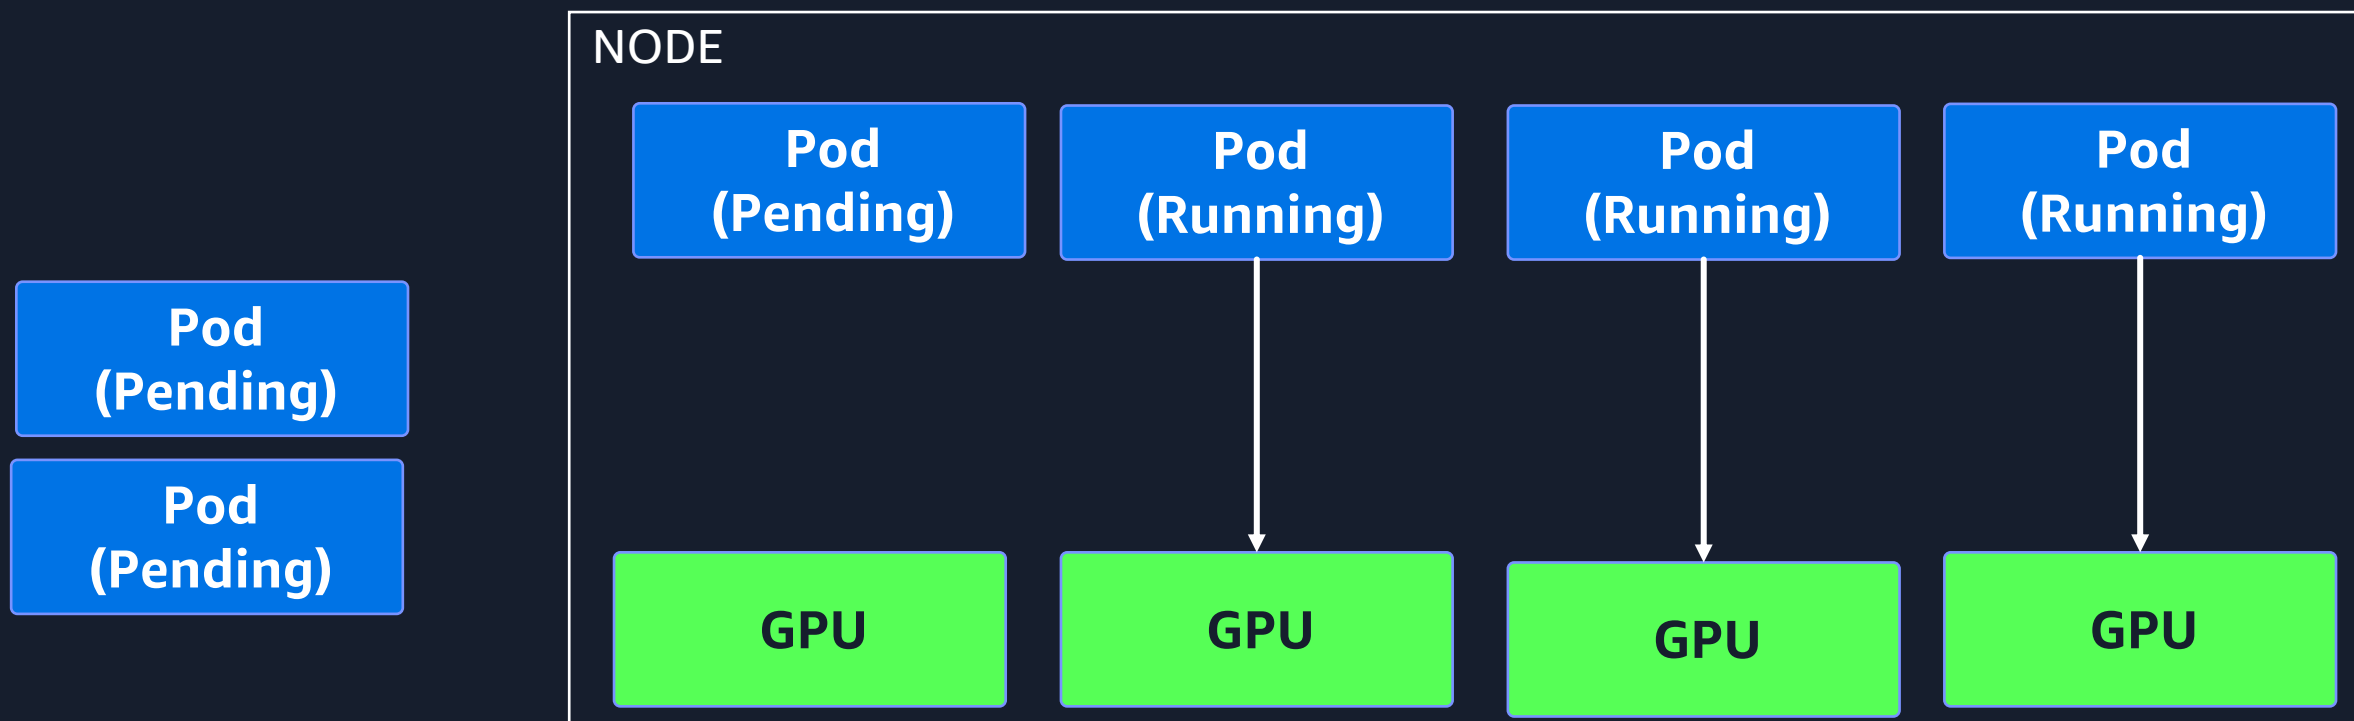 NODE
Pod
(Pending)
Pod
(Running)
Pod
(Running)
Pod
(Running)
Pod
(Pending)
Pod
(Pending)
GPU
GPU
GPU
GPU